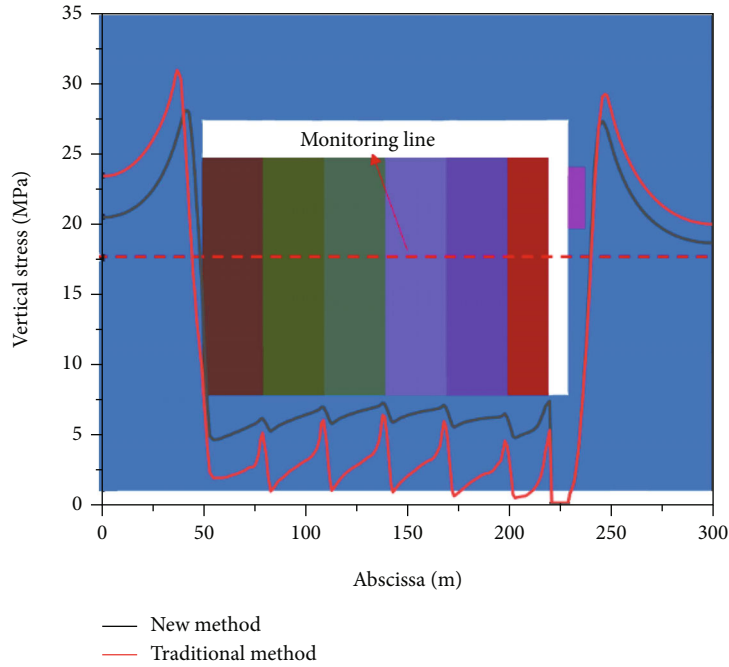 35
30
25
20
15
10
5
0
Vertical stress (MPa)
Monitoring line
0 50 100 150 200 250 300
Abscissa (m)
New method
Traditional method